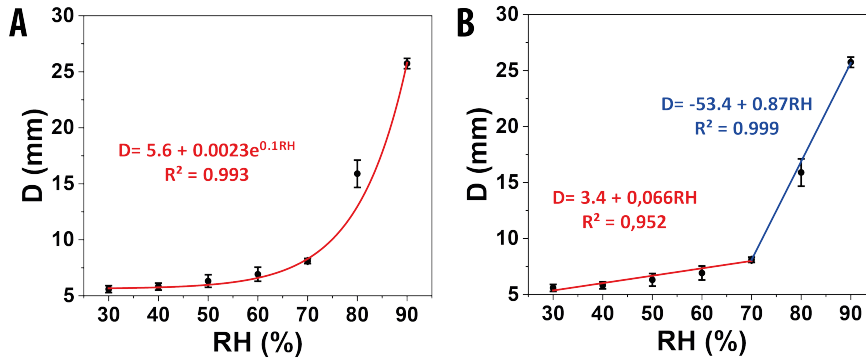 A
30
25
20
15
10
5
D (mm)
D= 5.6 + 0.0023e^0.1RH
R² = 0.993
30 40 50 60 70 80 90
RH (%)
B
30
25
20
15
10
5
D (mm)
D= -53.4 + 0.87RH
R² = 0.999
D= 3.4 + 0,066RH
R² = 0,952
30 40 50 60 70 80 90
RH (%)